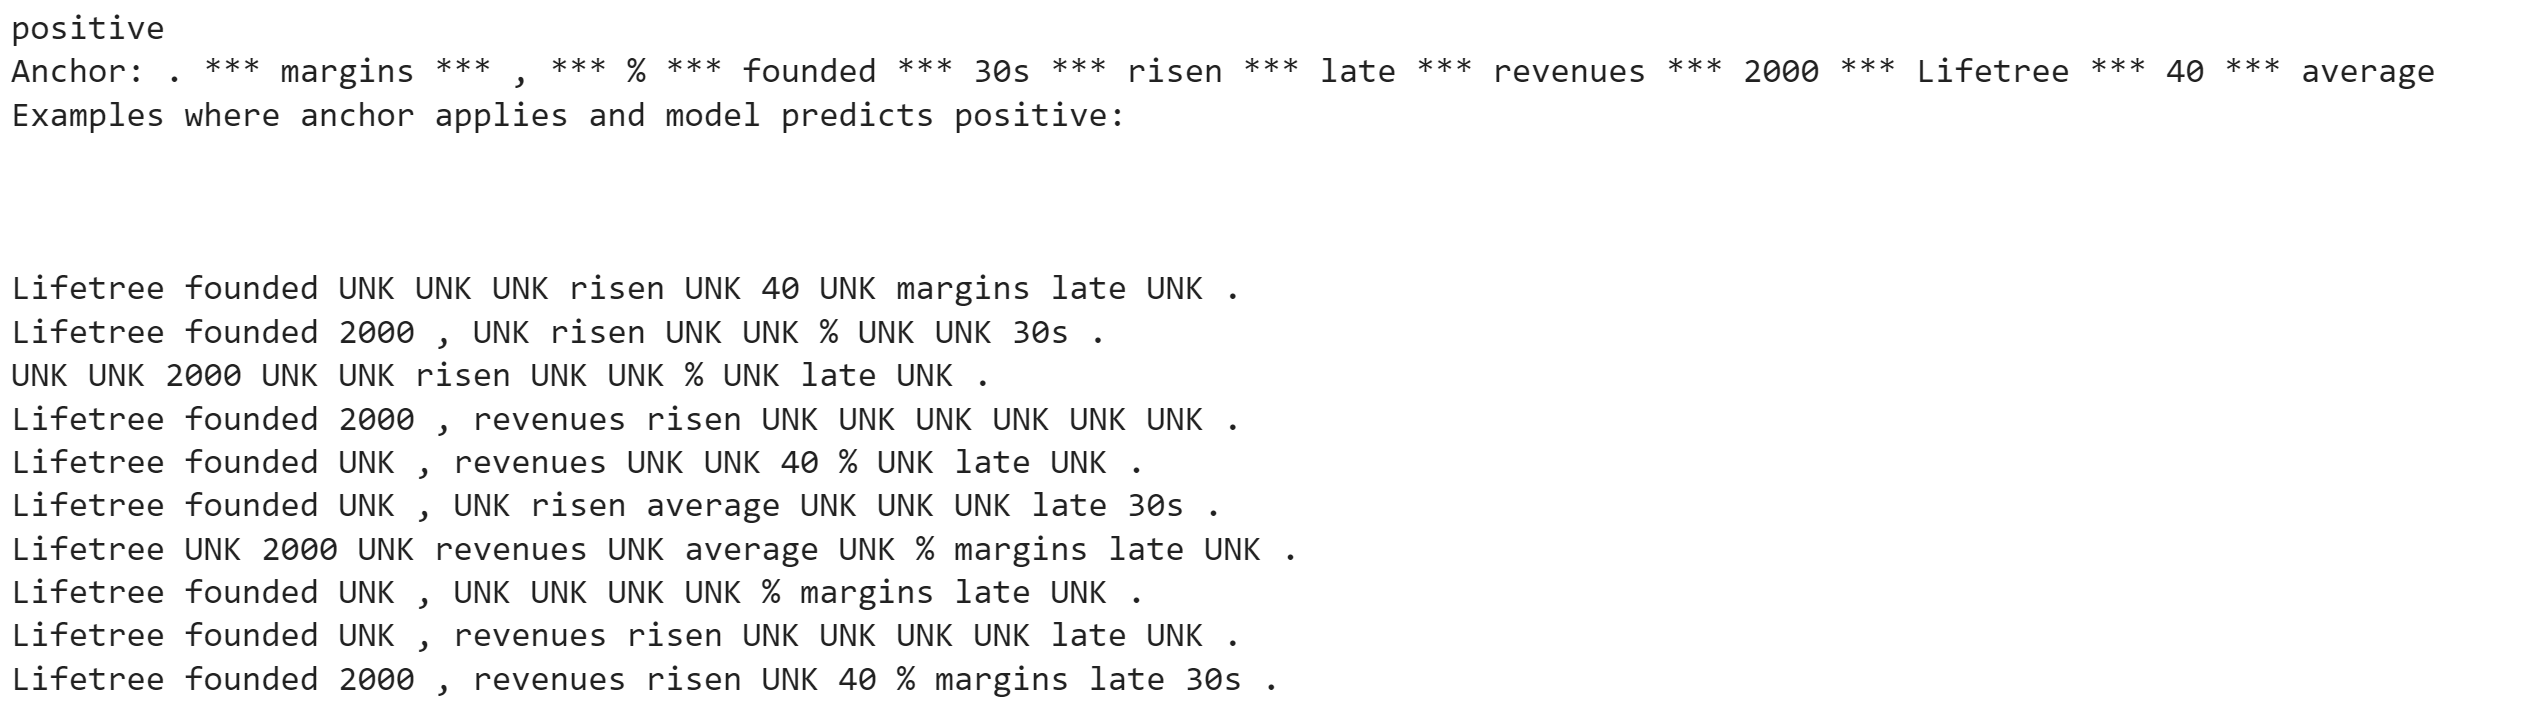 positive
Anchor: . *** margins *** , *** % *** founded *** 30s *** risen *** late *** revenues *** 2000 *** Lifetree *** 40 *** average
Examples where anchor applies and model predicts positive:
Lifetree founded UNK UNK UNK risen UNK 40 UNK margins late UNK .
Lifetree founded 2000 , UNK risen UNK UNK % UNK UNK 30s .
UNK UNK 2000 UNK UNK risen UNK UNK % UNK late UNK .
Lifetree founded 2000 , revenues risen UNK UNK UNK UNK UNK UNK .
Lifetree founded UNK , revenues UNK UNK 40 % UNK late UNK .
Lifetree founded UNK , UNK risen average UNK UNK UNK late 30s .
Lifetree UNK 2000 UNK revenues UNK average UNK % margins late UNK .
Lifetree founded UNK , UNK UNK UNK UNK % margins late UNK .
Lifetree founded UNK , revenues risen UNK UNK UNK UNK late UNK .
Lifetree founded 2000 , revenues risen UNK 40 % margins late 30s .